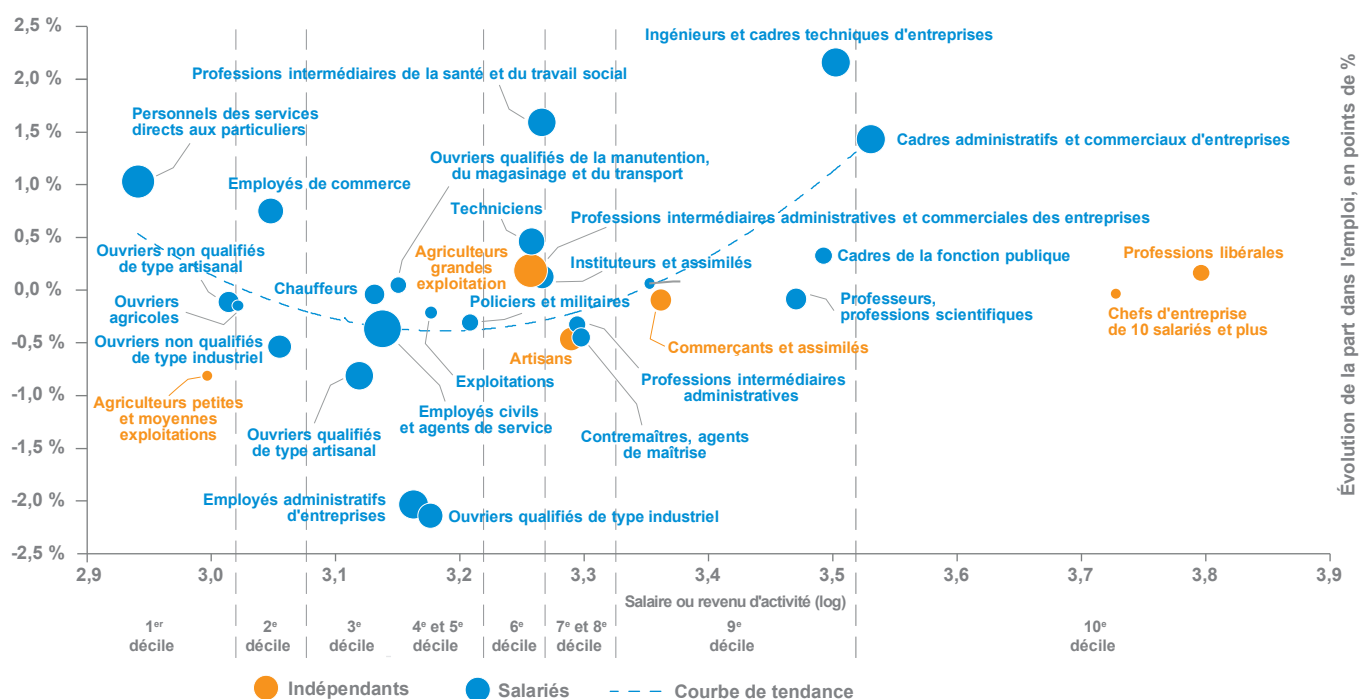 2,5 %
2,0 %
1,5 %
1,0 %
0,5 %
0,0 %
-0,5 %
-1,0 %
-1,5 %
-2,0 %
-2,5 %
Ingénieurs et cadres techniques d'entreprises
Professions intermédiaires de la santé et du travail social
Personnels des services
directs aux particuliers
Cadres administratifs et commerciaux d'entreprises
Ouvriers qualifiés de la manutention,
du magasinage et du transport
Employés de commerce
Techniciens
Professions intermédiaires administratives et commerciales des entreprises
Ouvriers non qualifiés
de type artisanal
Agriculteurs
grandes
exploitation
Instituteurs et assimilés
Cadres de la fonction publique
Professions libérales
Chauffeurs
Ouvriers
agricoles
Policiers et militaires
Professeurs,
professions scientifiques
Chefs d'entreprise
de 10 salariés et plus
Ouvriers non qualifiés
de type industriel
Artisans
Commerçants et assimilés
Exploitations
Professions intermédiaires
administratives
Agriculteurs petites
et moyennes
exploitations
Employés civils
et agents de service
Ouvriers qualifiés
de type artisanal
Contremaîtres, agents
de maîtrise
Employés administratifs
d'entreprises
Ouvriers qualifiés de type industriel
Évolution de la part dans l'emploi, en points de %
2,9 3,0 3,1 3,2 3,3 3,4 3,5 3,6 3,7 3,8 3,9
Salaire ou revenu d'activité (log)
1er 2e 3e 4e et 5e 6e 7e et 8e 9e 10e
décile décile décile décile décile décile décile décile
Indépendants Salariés Courbe de tendance